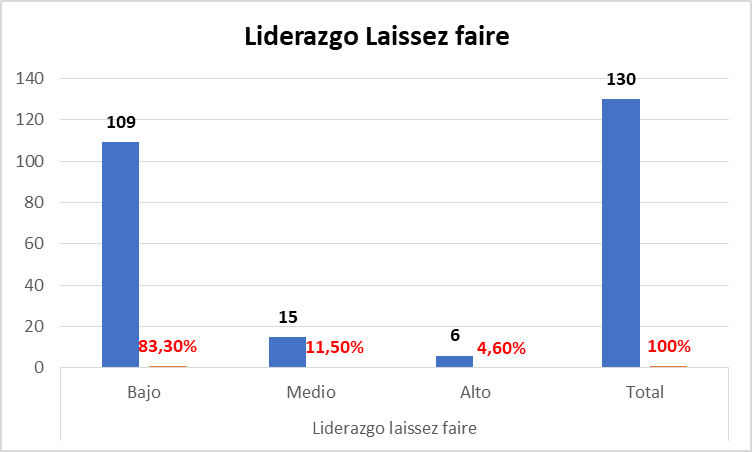 Liderazgo Laissez faire
140
120
100
80
60
40
20
0
109
83,30%
15
11,50%
6
4,60%
130
100%
Bajo
Medio
Alto
Total
Liderazgo laissez faire